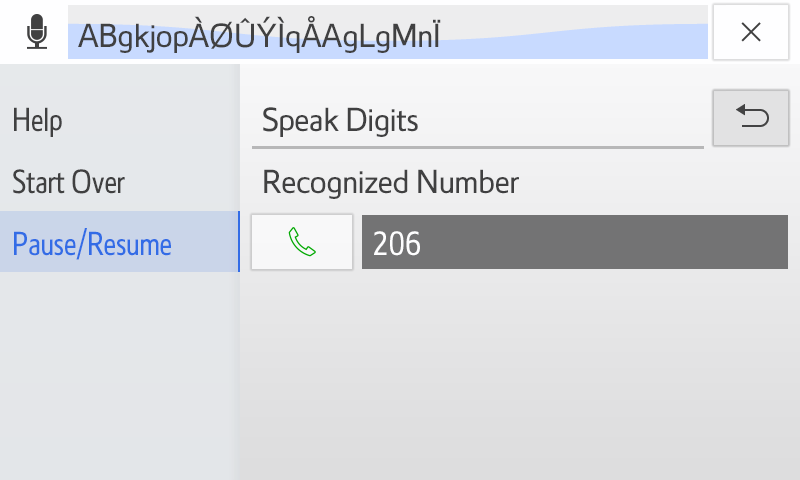 ABgkjopÀØÛÝÌqÅAgLgMnÏ
Help
Speak Digits
Start Over
Recognized Number
Pause/Resume
206